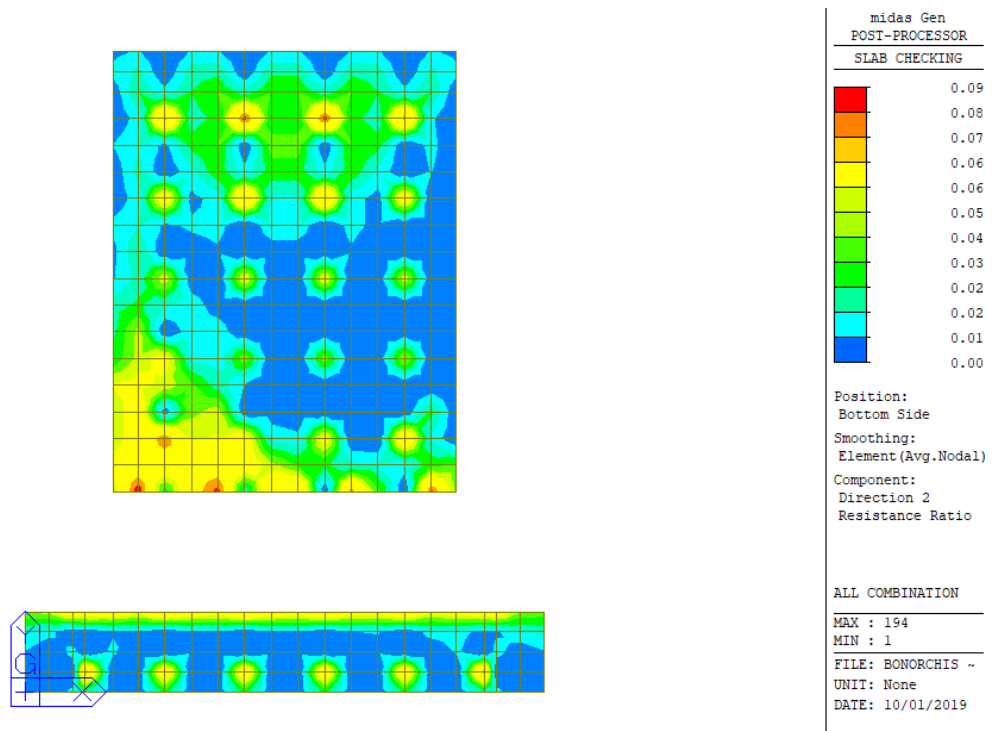 midas Gen
POST-PROCESSOR
SLAB CHECKING
0.09
0.08
0.07
0.06
0.06
0.05
0.04
0.03
0.02
0.02
0.01
0.00
Position:
Bottom Side
Smoothing:
Element(Avg.Nodal)
Component:
Direction 2
Resistance Ratio
ALL COMBINATION
MAX : 194
MIN : 1
FILE: BONORCHIS ~
UNIT: None
DATE: 10/01/2019
Y
G
X